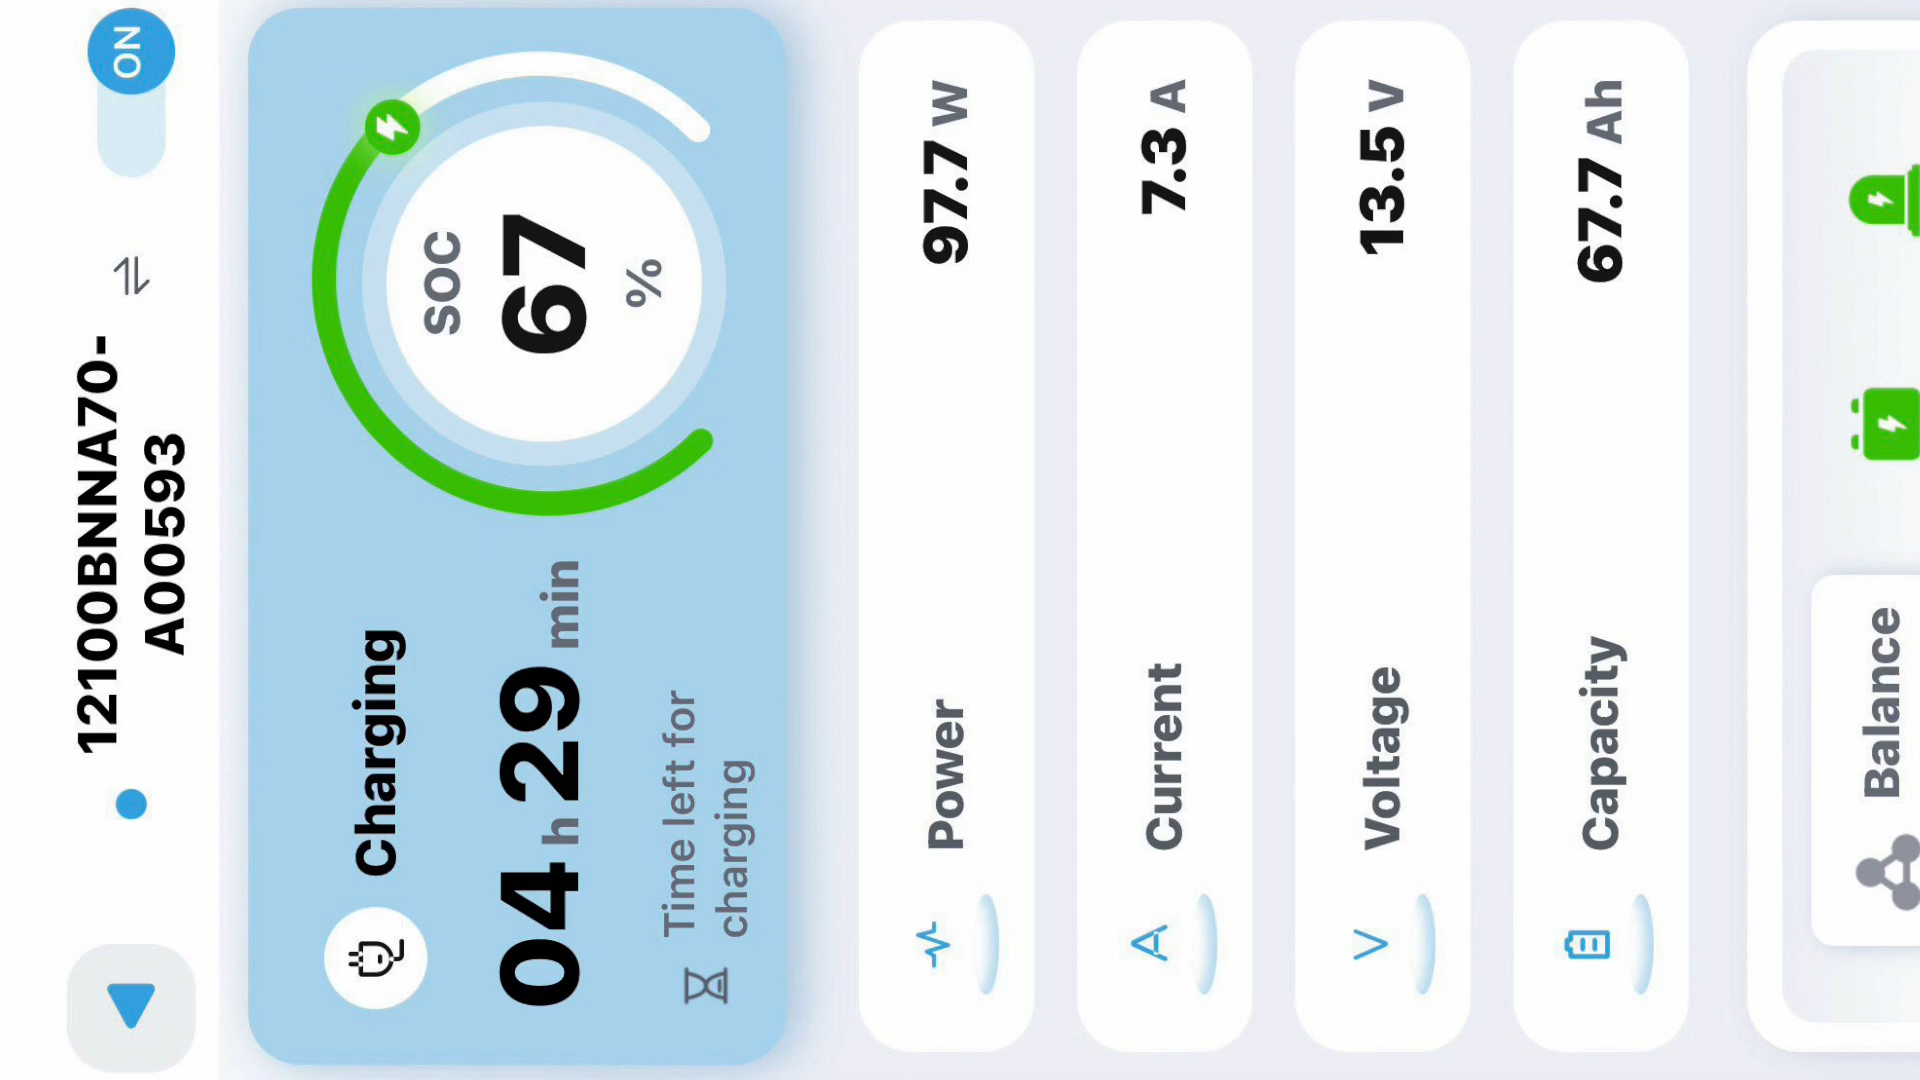 12100BNNA70-
A00593
ON
Charging
04 h 29 min
Time left for
charging
SOC
67
%
Power 97.7 W
Current 7.3 A
Voltage 13.5 V
Capacity 67.7 Ah
Balance